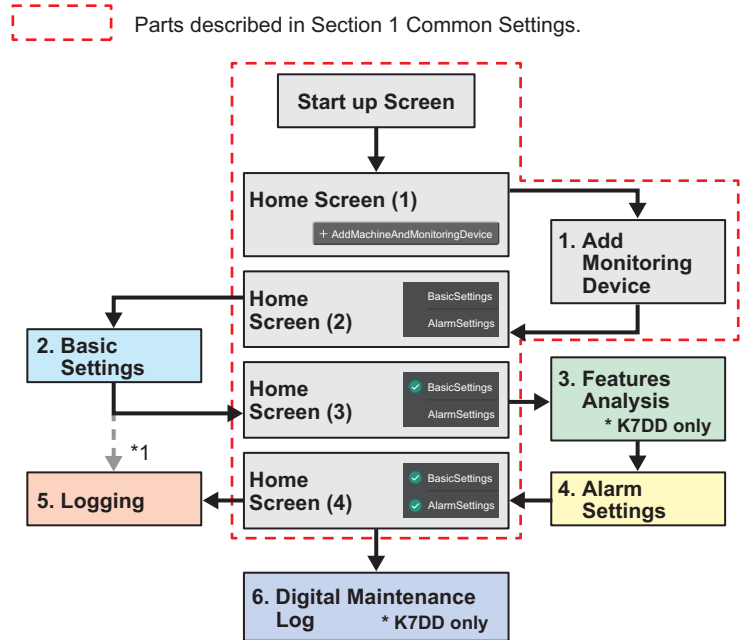 Parts described in Section 1 Common Settings.
Start up Screen
Home Screen (1)
+ AddMachineAndMonitoringDevice
1. Add
Monitoring
Device
Home
Screen (2)
BasicSettings
AlarmSettings
2. Basic
Settings
Home
Screen (3)
BasicSettings
AlarmSettings
3. Features
Analysis
* K7DD only
*1
Home
Screen (4)
BasicSettings
AlarmSettings
4. Alarm
Settings
5. Logging
6. Digital Maintenance
Log * K7DD only